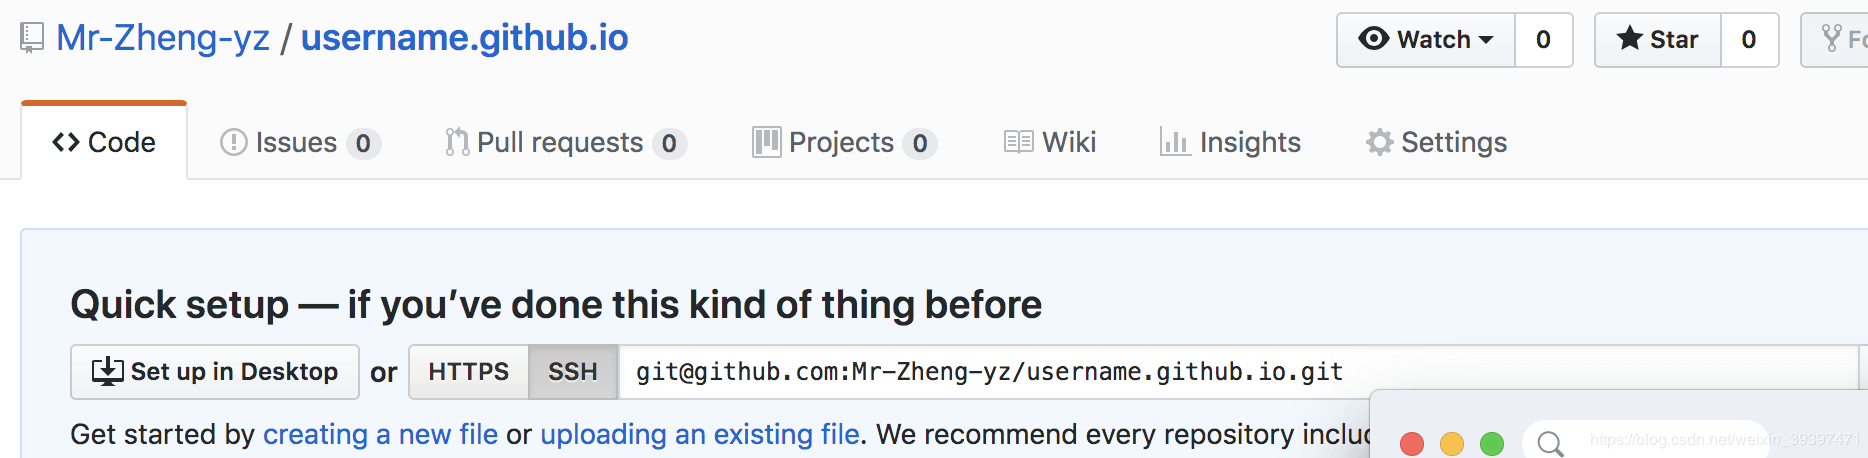 Mr-Zheng-yz / username.github.io Watch 0 Star 0
Code Issues 0 Pull requests 0 Projects 0 Wiki Insights Settings
Quick setup — if you’ve done this kind of thing before
Set up in Desktop or HTTPS SSH git@github.com:Mr-Zheng-yz/username.github.io.git
Get started by creating a new file or uploading an existing file. We recommend every repository
https://blog.csdn.net/weixin_39397471